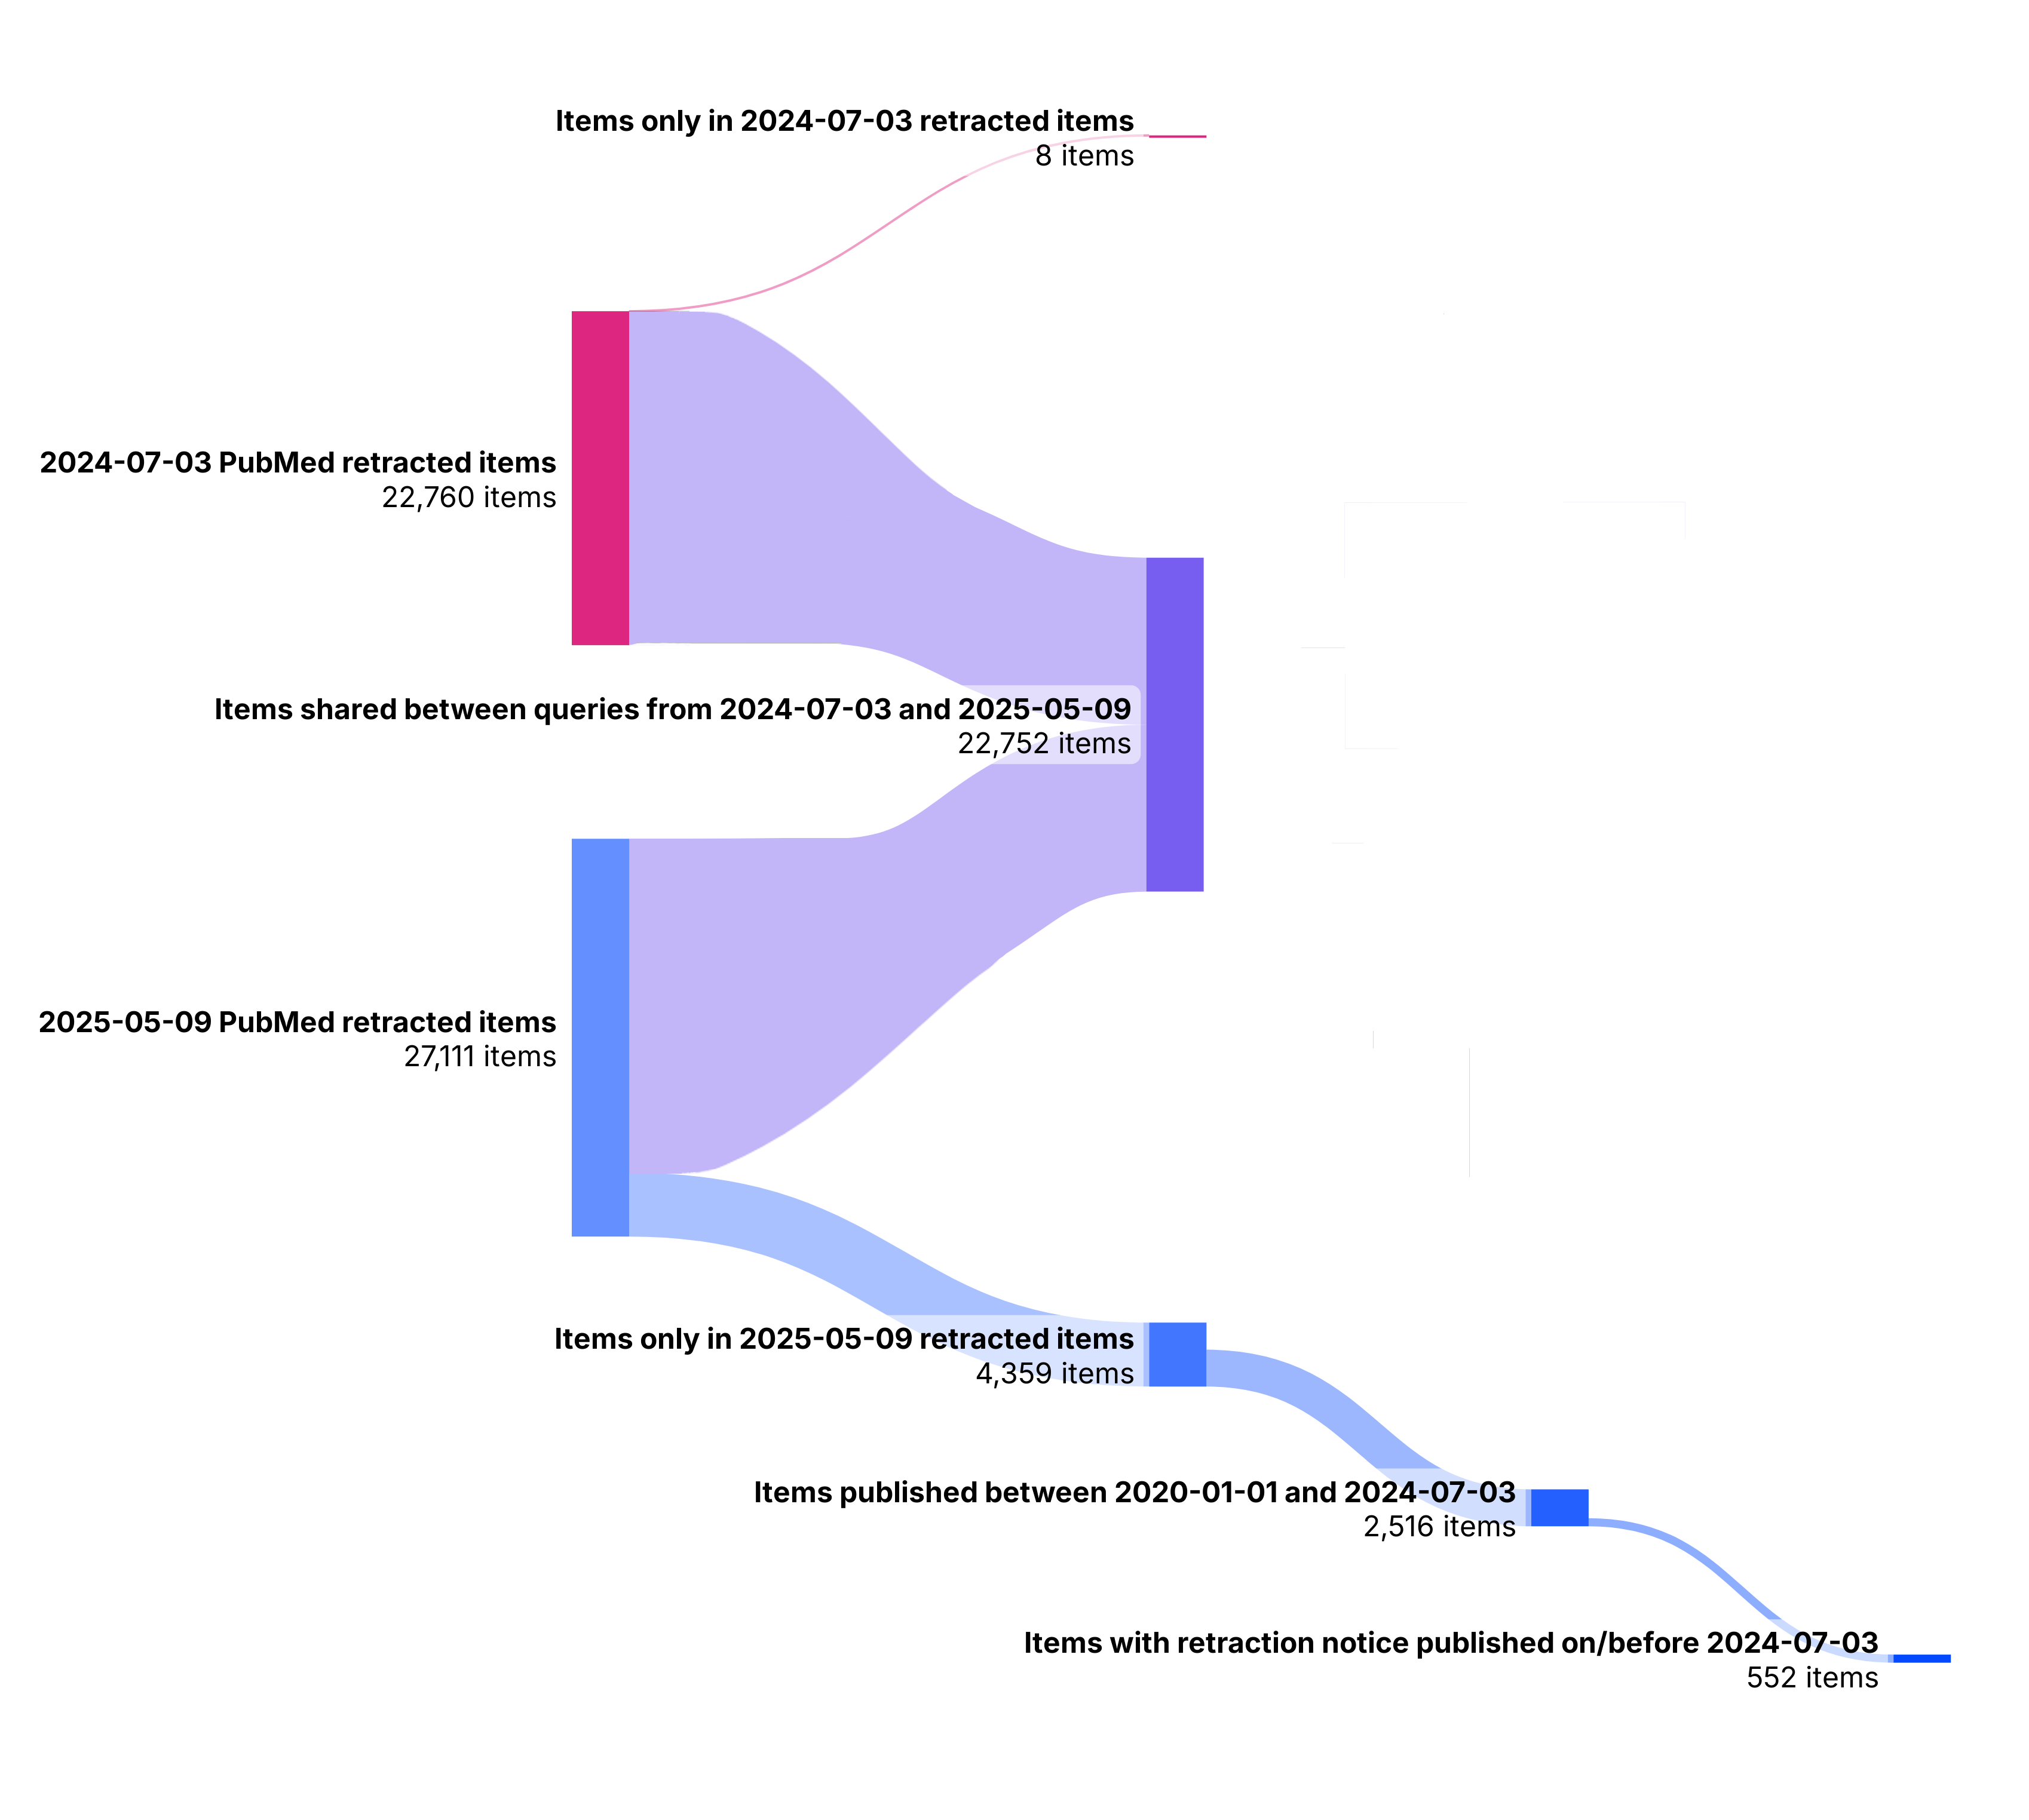 Items only in 2024-07-03 retracted items
8 items
2024-07-03 PubMed retracted items
22,760 items
Items shared between queries from 2024-07-03 and 2025-05-09
22,752 items
2025-05-09 PubMed retracted items
27,111 items
Items only in 2025-05-09 retracted items
4,359 items
Items published between 2020-01-01 and 2024-07-03
2,516 items
Items with retraction notice published on/before 2024-07-03
552 items